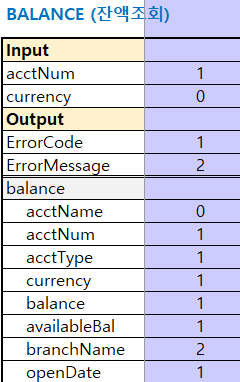 BALANCE (잔액조회)
Input
acctNum 1
currency 0
Output
ErrorCode 1
ErrorMessage 2
balance
acctName 0
acctNum 1
acctType 1
currency 1
balance 1
availableBal 1
branchName 2
openDate 1